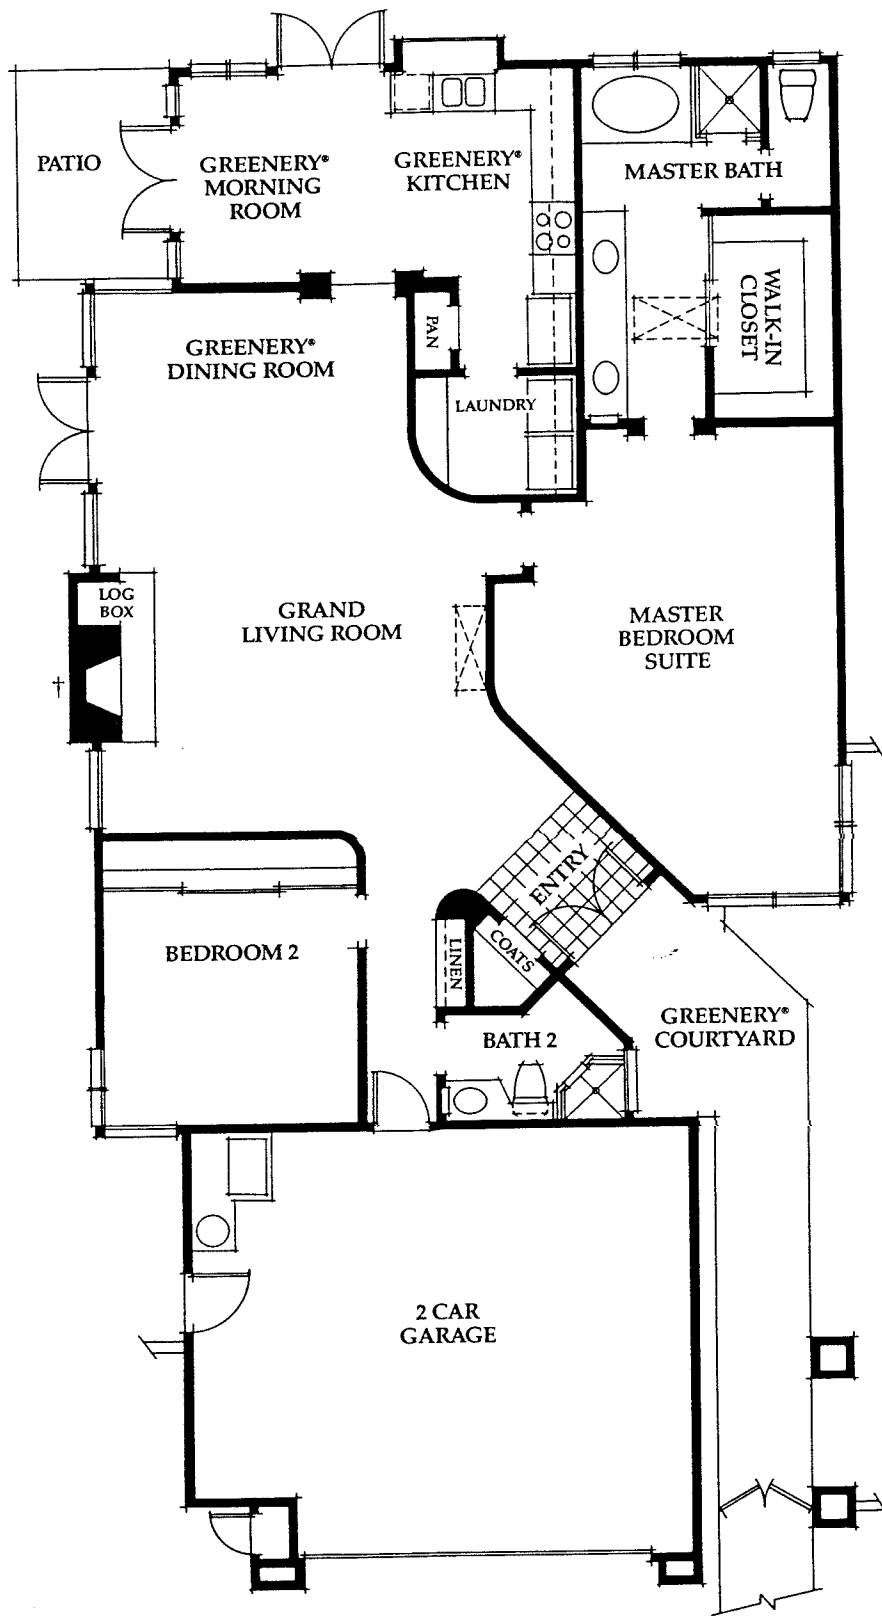 PATIO
GREENERY®
MORNING
ROOM
GREENERY®
KITCHEN
MASTER BATH
WALK-IN
CLOSET
PAN
GREENERY®
DINING ROOM
LAUNDRY
LOG
BOX
GRAND
LIVING ROOM
MASTER
BEDROOM
SUITE
ENTRY
BEDROOM 2
LINEN
COATS
GREENERY®
COURTYARD
BATH 2
2 CAR
GARAGE